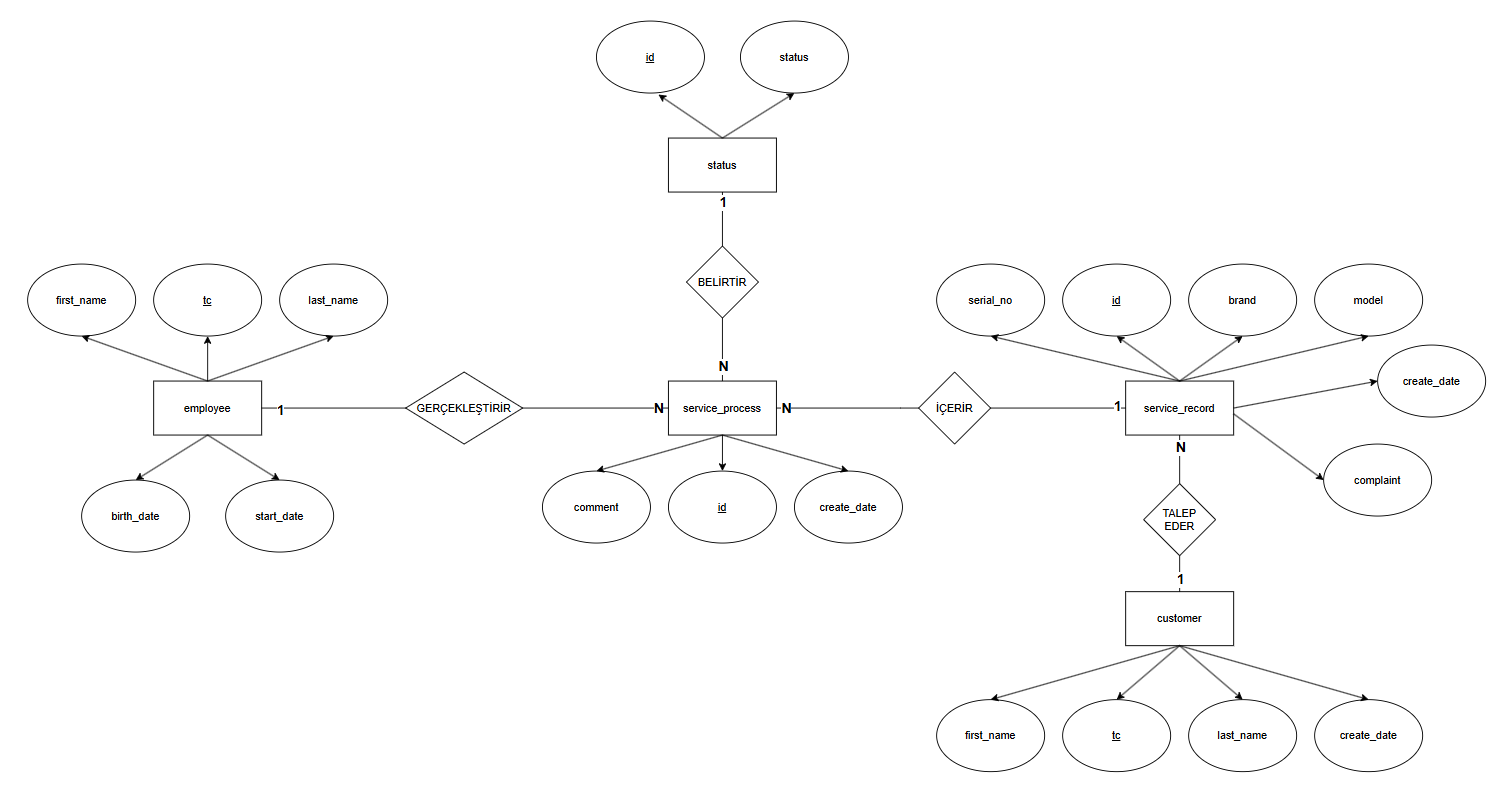 id
status
status
1
BELİRTİR
N
first_name
tc
last_name
serial_no
id
brand
model
create_date
employee
1
GERÇEKLEŞTİRİR
N
service_process
N
İÇERİR
1
service_record
N
complaint
birth_date
start_date
comment
id
create_date
TALEP
EDER
1
customer
first_name
tc
last_name
create_date